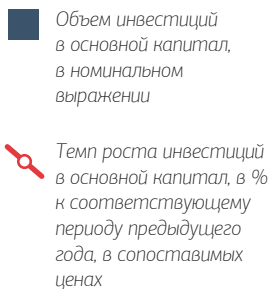 Объем инвестиций
в основной капитал,
в номинальном
выражении
Темп роста инвестиций
в основной капитал, в %
к соответствующему
периоду предыдущего
года, в сопоставимых
ценах